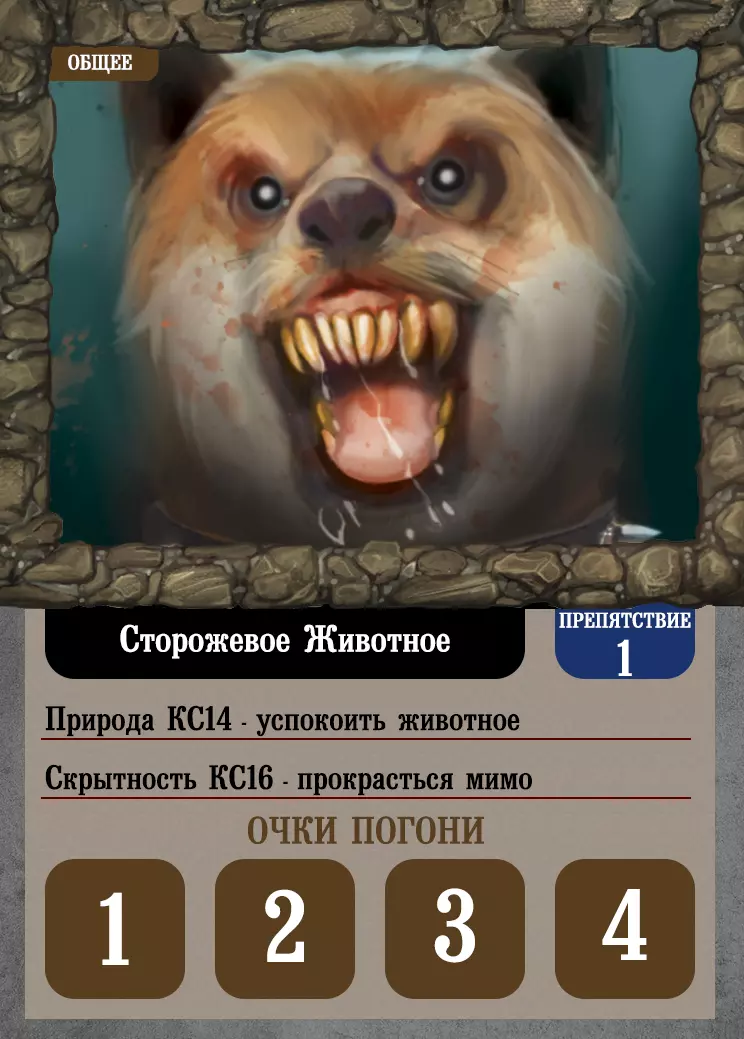 ОБЩЕЕ
Сторожевое Животное
ПРЕПЯТСТВИЕ
1
Природа КС14 - успокоить животное
Скрытность КС16 - прокрасться мимо
ОЧКИ ПОГОНИ
1 2 3 4